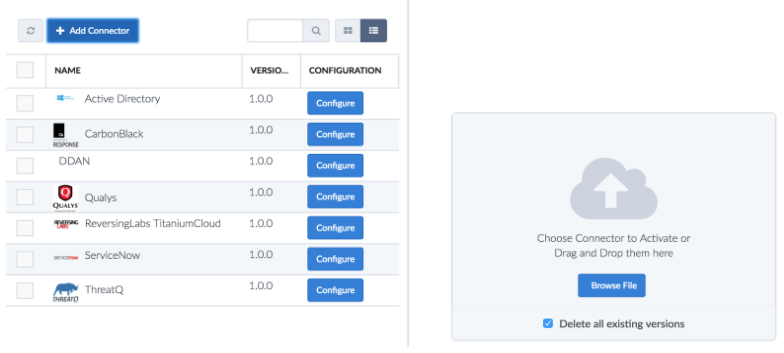 Add Connector
NAME
VERSIO...
CONFIGURATION
Active Directory
1.0.0
Configure
CarbonBlack
RESPONSE
1.0.0
Configure
DDAN
1.0.0
Configure
QUALYS
Qualys
1.0.0
Configure
REVERSING
LABS
ReversingLabs TitaniumCloud
1.0.0
Configure
servicenow
ServiceNow
1.0.0
Configure
THREATQ
ThreatQ
1.0.0
Configure
Choose Connector to Activate or
Drag and Drop them here
Browse File
Delete all existing versions